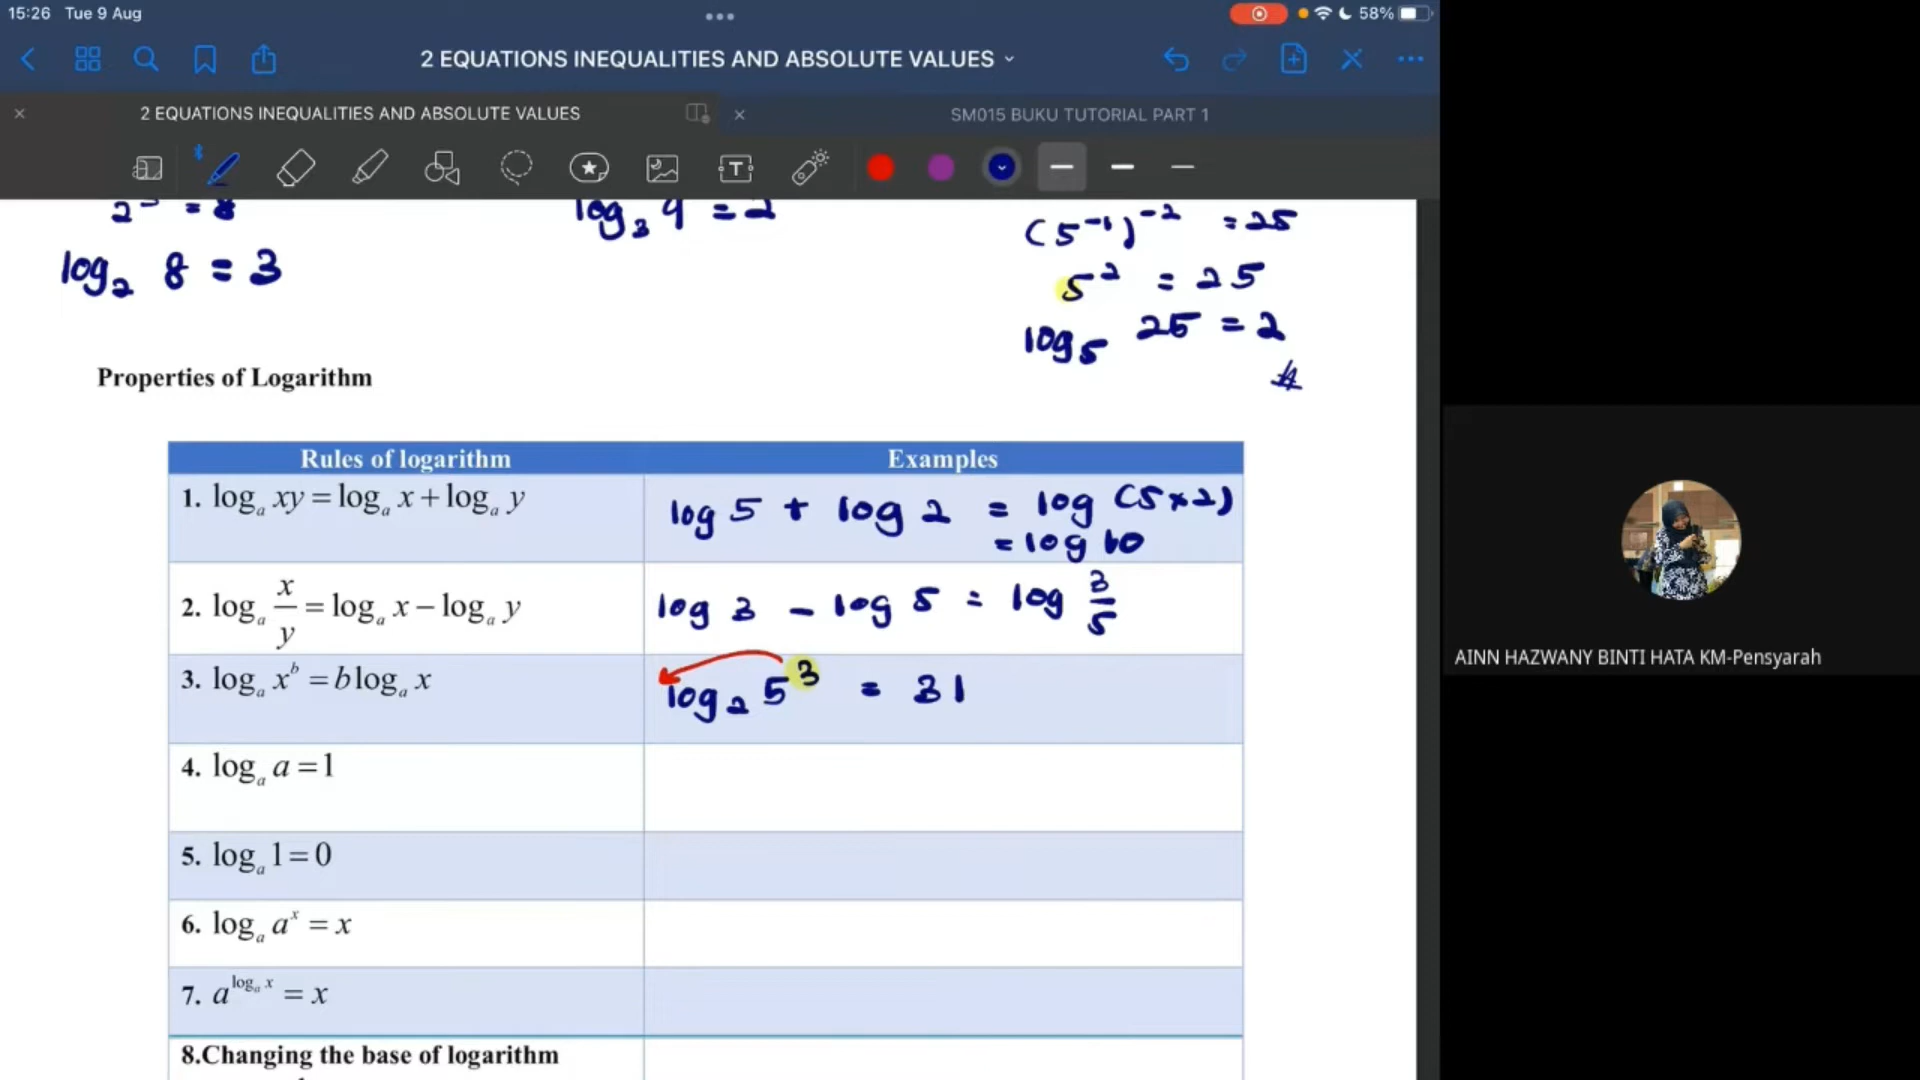 15:26 Tue 9 Aug
58%
2 EQUATIONS INEQUALITIES AND ABSOLUTE VALUES
2 EQUATIONS INEQUALITIES AND ABSOLUTE VALUES
SM015 BUKU TUTORIAL PART 1
2³ = 8
log₃ 9 = 2
(5⁻¹)⁻² = 25
log₂ 8 = 3
5² = 25
log₅ 25 = 2
Properties of Logarithm
Rules of logarithm Examples
1. logₐ xy = logₐ x + logₐ y
log 5 + log 2 = log (5 × 2)
= log 10
2. logₐ x/y = logₐ x − logₐ y
log 3 − log 5 = log 3/5
3. logₐ xᵇ = b logₐ x
log₂ 5³ = 3 l
4. logₐ a = 1
5. logₐ 1 = 0
6. logₐ aˣ = x
7. a^(logₐ x) = x
8.Changing the base of logarithm
AINN HAZWANY BINTI HATA KM-Pensyarah